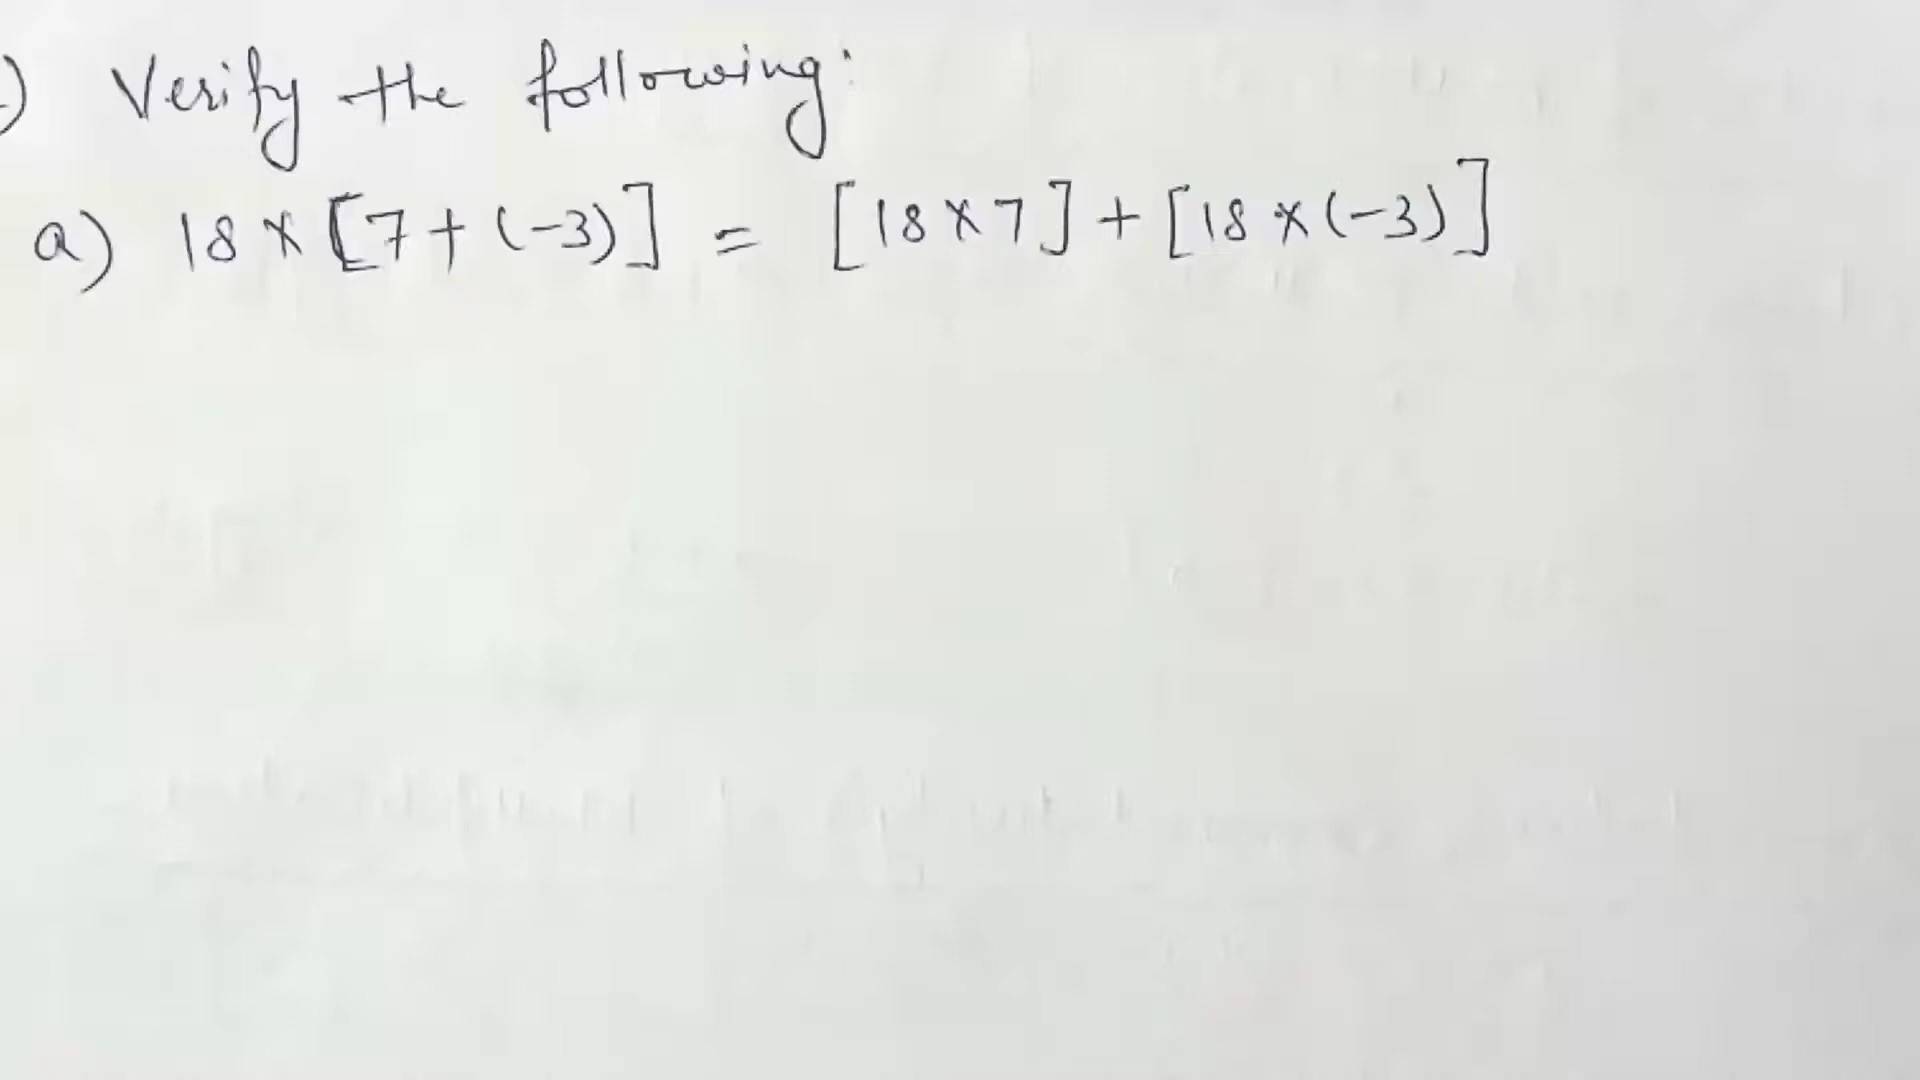 ) Verify the following:
a) 18 × [7 + (-3)] = [18 × 7] + [18 × (-3)]